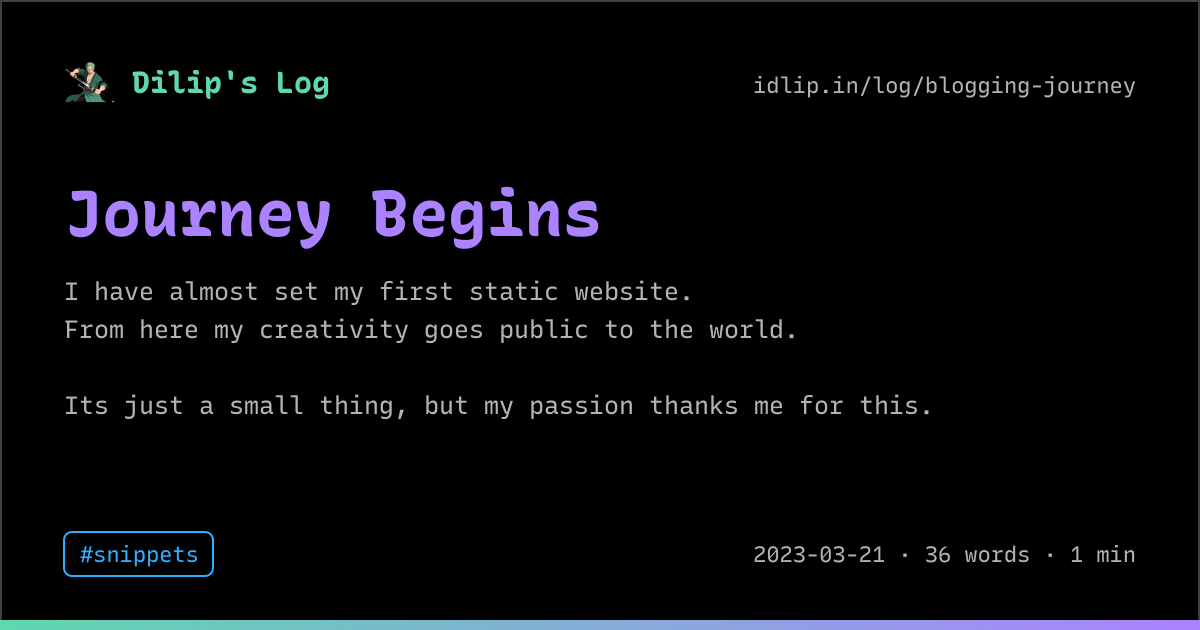 Dilip's Log
idlip.in/log/blogging-journey
Journey Begins
I have almost set my first static website.
From here my creativity goes public to the world.
Its just a small thing, but my passion thanks me for this.
#snippets
2023-03-21 · 36 words · 1 min